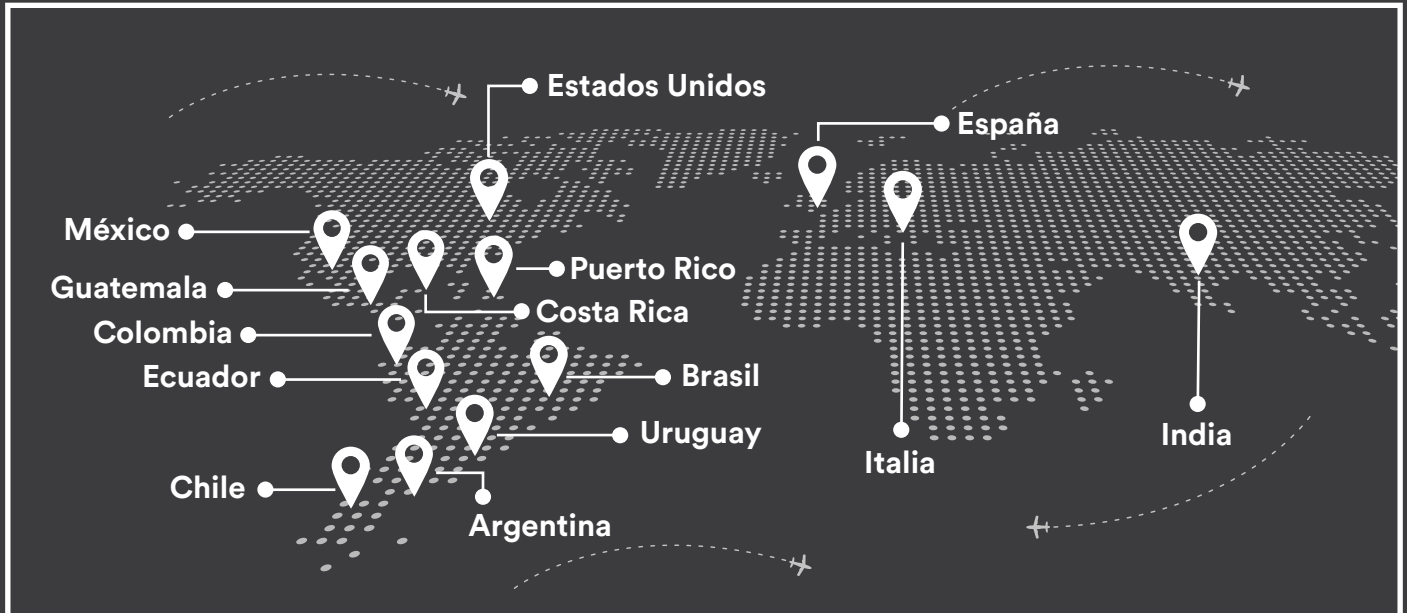 Estados Unidos
España
México
Puerto Rico
Guatemala
Costa Rica
Colombia
Ecuador
Brasil
Uruguay
India
Italia
Chile
Argentina